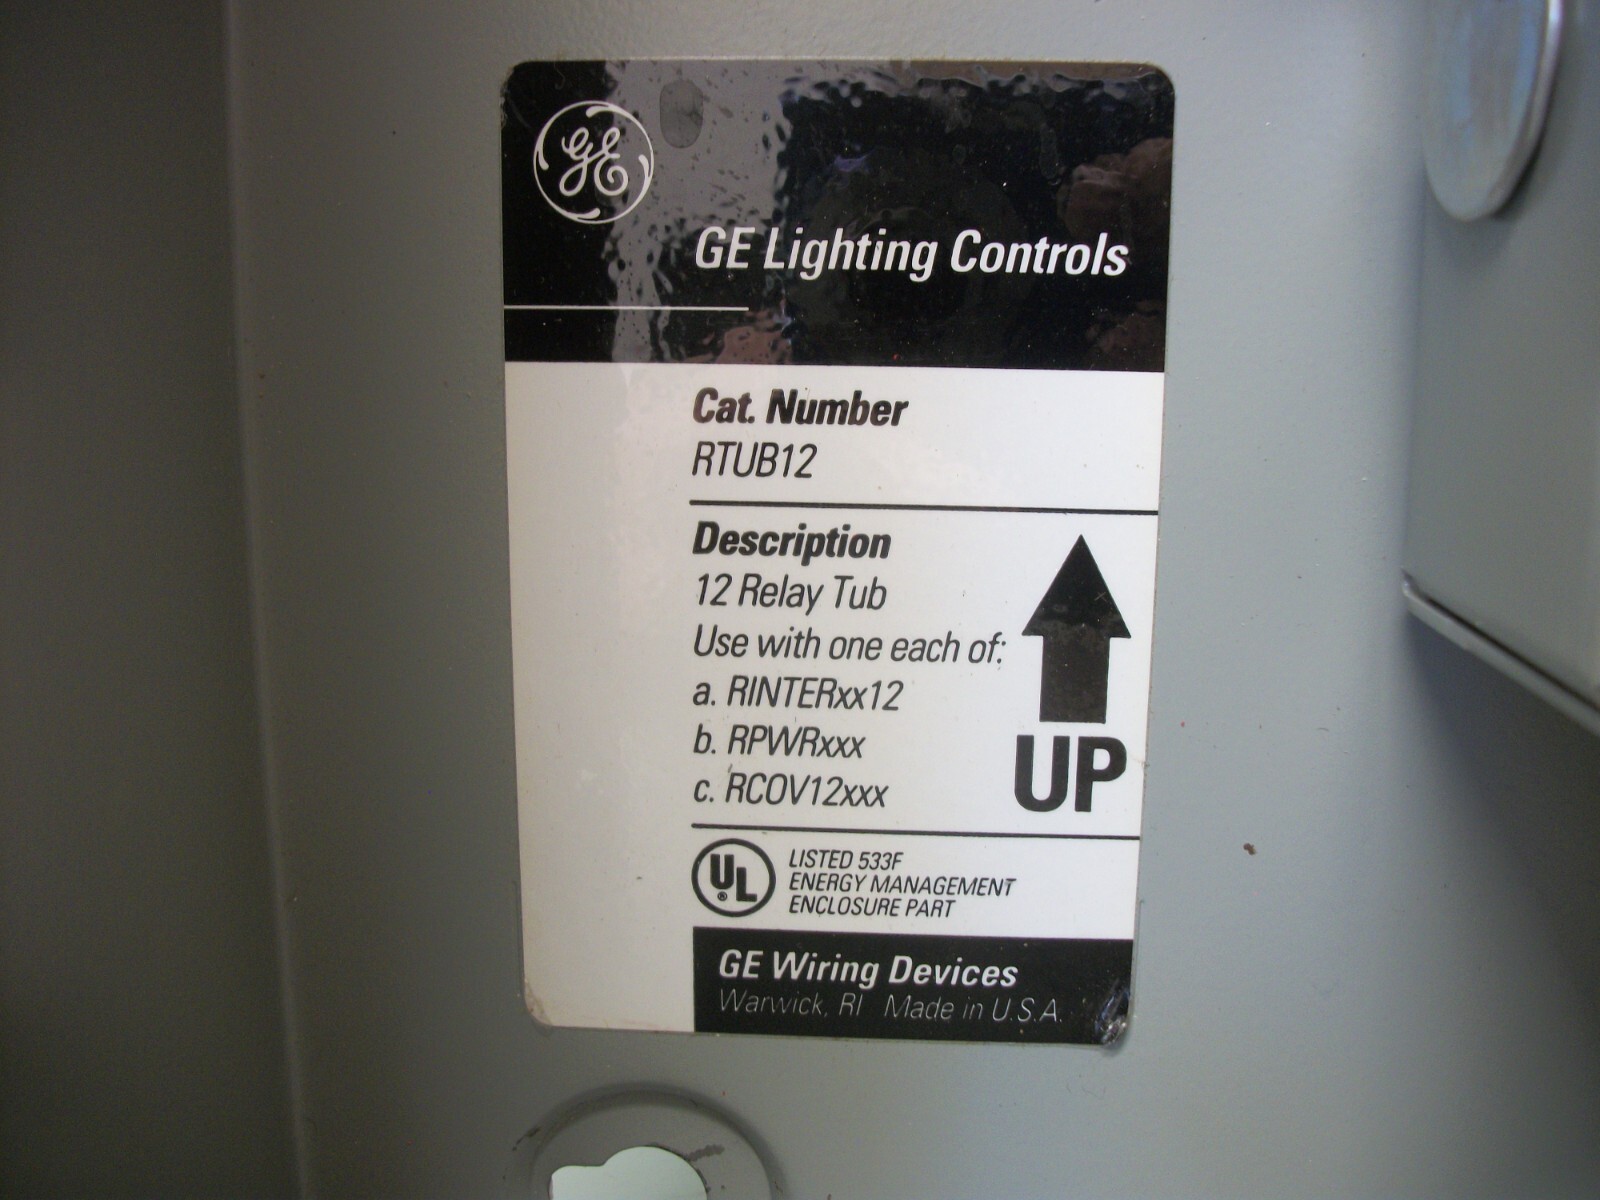 GE
GE Lighting Controls
Cat. Number
RTUB12
Description
12 Relay Tub
Use with one each of:
a. RINTERxx12
b. RPWRxxx
c. RCOV12xxx
UP
UL
®
LISTED 533F
ENERGY MANAGEMENT
ENCLOSURE PART
GE Wiring Devices
Warwick, RI Made in U.S.A.